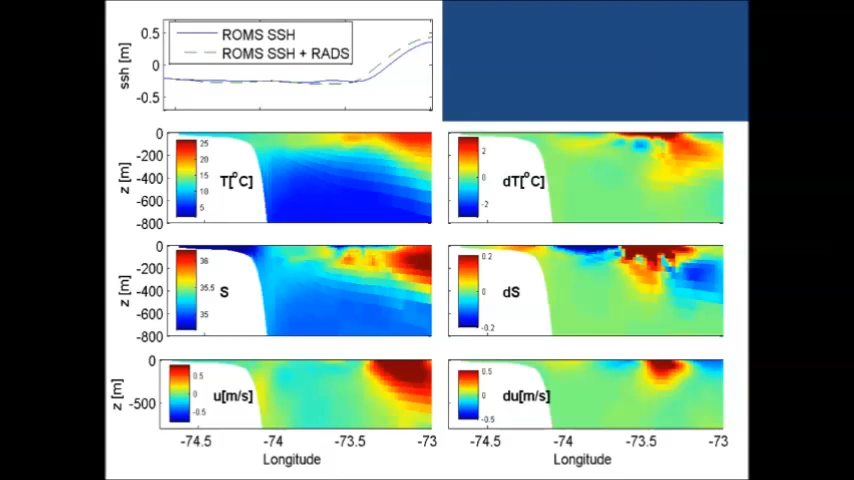 0.5
0
-0.5
ssh [m]
ROMS SSH
ROMS SSH + RADS
0
-200
-400
-600
-800
z [m]
25
20
15
10
5
T[°C]
2
0
-2
dT[°C]
0
-200
-400
-600
-800
z [m]
36
35.5
35
S
0.2
0
-0.2
dS
0
-500
z [m]
0.5
0
-0.5
u[m/s]
0.5
0
-0.5
du[m/s]
-74.5 -74 -73.5 -73
Longitude
-74.5 -74 -73.5 -73
Longitude